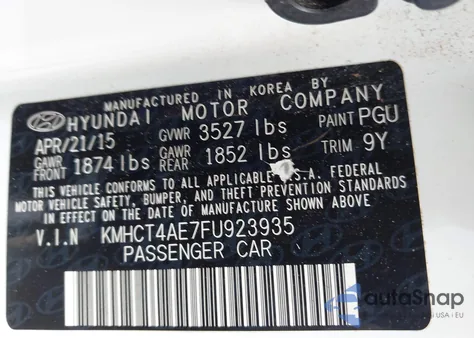 MANUFACTURED IN KOREA BY
HYUNDAI MOTOR COMPANY
APR/21/15 GVWR 3527 lbs PAINT PGU
GAWR FRONT 1874 lbs GAWR REAR 1852 lbs TRIM 9Y
THIS VEHICLE CONFORMS TO ALL APPLICABLE U.S.A. FEDERAL
MOTOR VEHICLE SAFETY, BUMPER, AND THEFT PREVENTION STANDARDS
IN EFFECT ON THE DATE OF MANUFACTURE SHOWN ABOVE.
V.I.N KMHCT4AE7FU923935
PASSENGER CAR
autoSnap